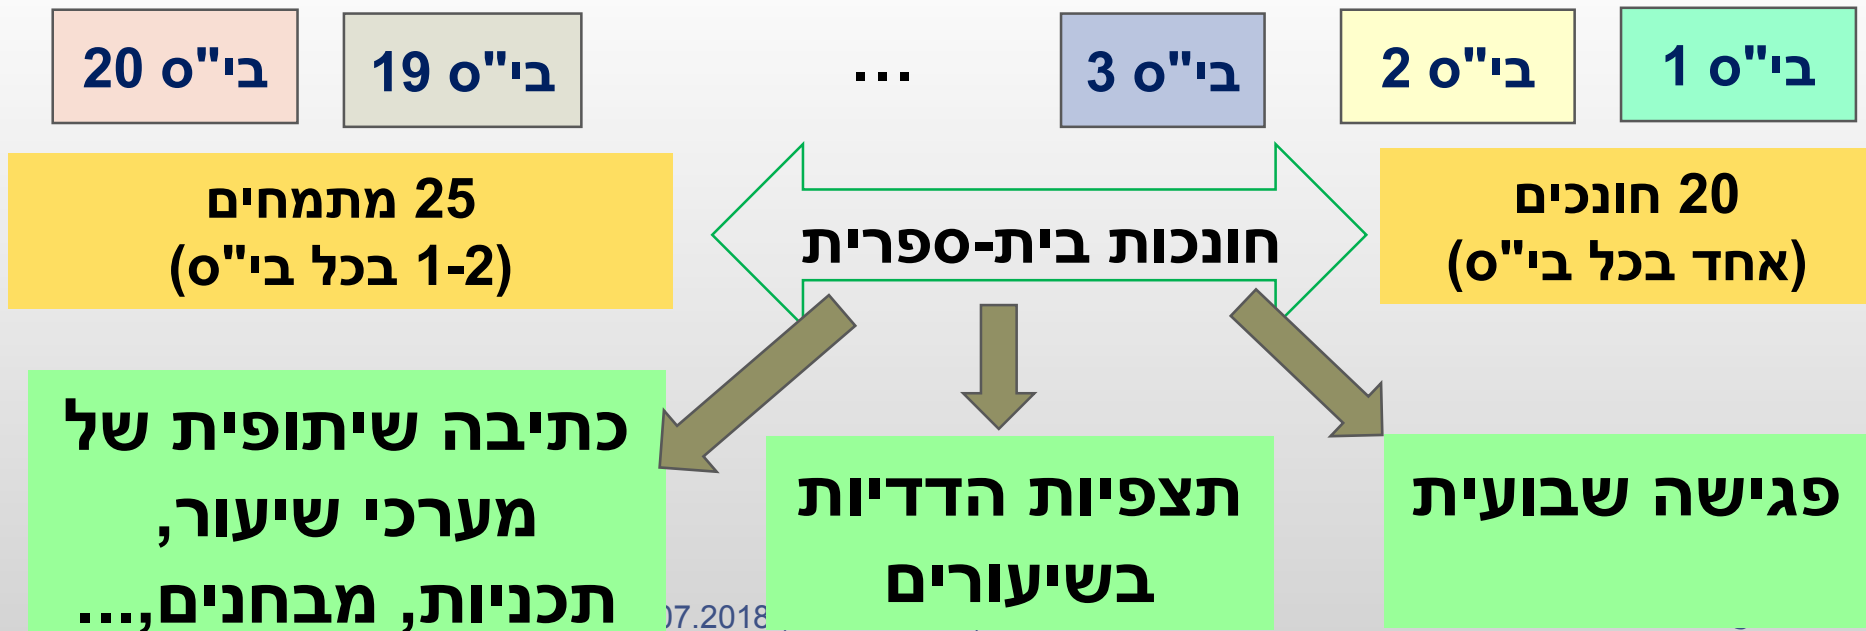 בי"ס 1
בי"ס 2
בי"ס 3
...
בי"ס 19
בי"ס 20
20 חונכים
(אחד בכל בי"ס)
חונכות בית-ספרית
25 מתמחים
(1-2 בכל בי"ס)
פגישה שבועית
תצפיות הדדיות
בשיעורים
כתיבה שיתופית של
מערכי שיעור,
תכניות, מבחנים,...
07.2018